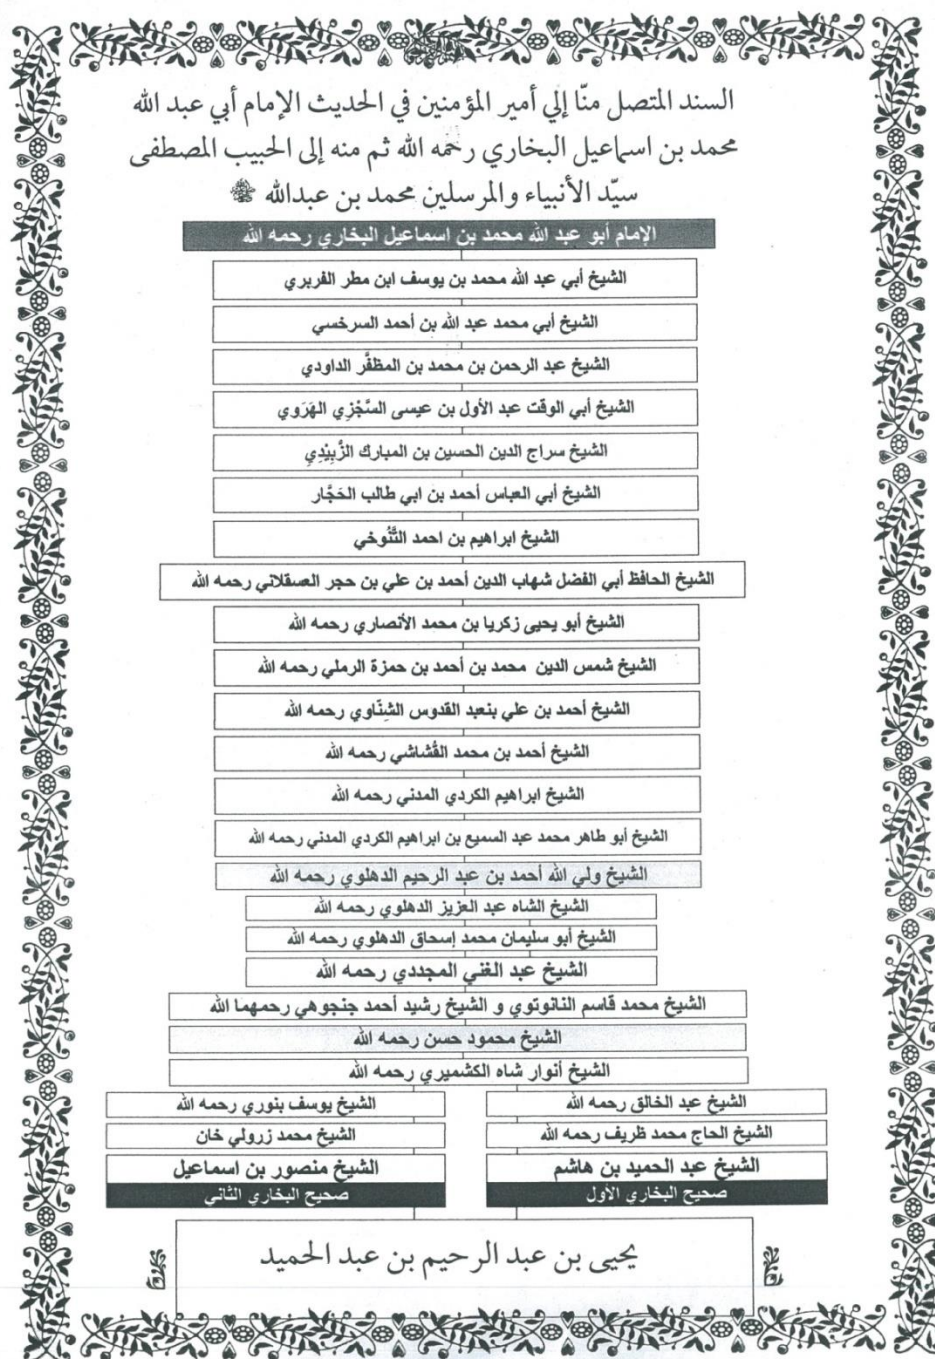 السند المتصل منّا إلي أمير المؤمنين في الحديث الإمام أبي عبد الله
محمد بن اسماعيل البخاري رحمه الله ثم منه إلى الحبيب المصطفى
سيّد الأنبياء والمرسلين محمد بن عبدالله ﷺ
الإمام أبو عبد الله محمد بن اسماعيل البخاري رحمه الله
الشيخ أبي عبد الله محمد بن يوسف ابن مطر الفربري
الشيخ أبي محمد عبد الله بن أحمد السرخسي
الشيخ عبد الرحمن بن محمد بن المظفَّر الداودي
الشيخ أبي الوقت عبد الأول بن عيسى السَّجْزِي الهَرَوي
الشيخ سراج الدين الحسين بن المبارك الزَّبِيْدِي
الشيخ أبي العباس أحمد بن ابي طالب الحَجَّار
الشيخ ابراهيم بن احمد التَّنُوخي
الشيخ الحافظ أبي الفضل شهاب الدين أحمد بن علي بن حجر العسقلاني رحمه الله
الشيخ أبو يحيى زكريا بن محمد الأنصاري رحمه الله
الشيخ شمس الدين محمد بن أحمد بن حمزة الرملي رحمه الله
الشيخ أحمد بن علي بنعبد القدوس الشِنّاوي رحمه الله
الشيخ أحمد بن محمد القُشاشي رحمه الله
الشيخ ابراهيم الكردي المدني رحمه الله
الشيخ أبو طاهر محمد عبد السميع بن ابراهيم الكردي المدني رحمه الله
الشيخ ولي الله أحمد بن عبد الرحيم الدهلوي رحمه الله
الشيخ الشاه عبد العزيز الدهلوي رحمه الله
الشيخ أبو سليمان محمد إسحاق الدهلوي رحمه الله
الشيخ عبد الغني المجددي رحمه الله
الشيخ محمد قاسم النانوتوي و الشيخ رشيد أحمد جنجوهي رحمهما الله
الشيخ محمود حسن رحمه الله
الشيخ أنوار شاه الكشميري رحمه الله
الشيخ عبد الخالق رحمه الله
الشيخ الحاج محمد ظريف رحمه الله
الشيخ عبد الحميد بن هاشم
صحيح البخاري الأول
الشيخ يوسف بنوري رحمه الله
الشيخ محمد زرولي خان
الشيخ منصور بن اسماعيل
صحيح البخاري الثاني
يحيى بن عبد الرحيم بن عبد الحميد